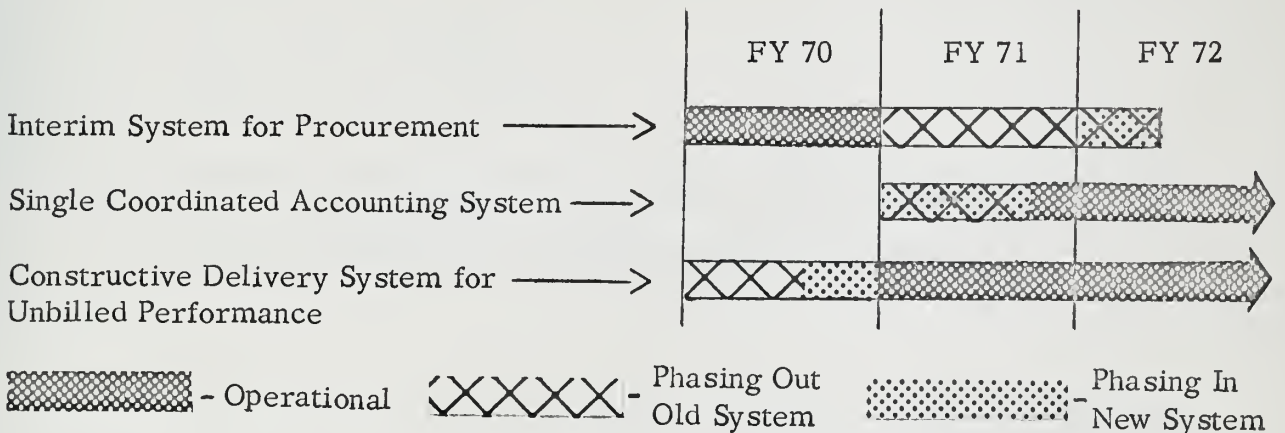 FY 70 FY 71 FY 72
Interim System for Procurement
Single Coordinated Accounting System
Constructive Delivery System for
Unbilled Performance
- Operational
- Phasing Out
Old System
- Phasing In
New System